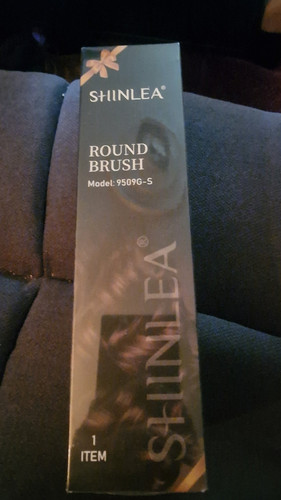 SHINLEA®
ROUND
BRUSH
Model: 9509G-S
SHINLEA®
1
ITEM